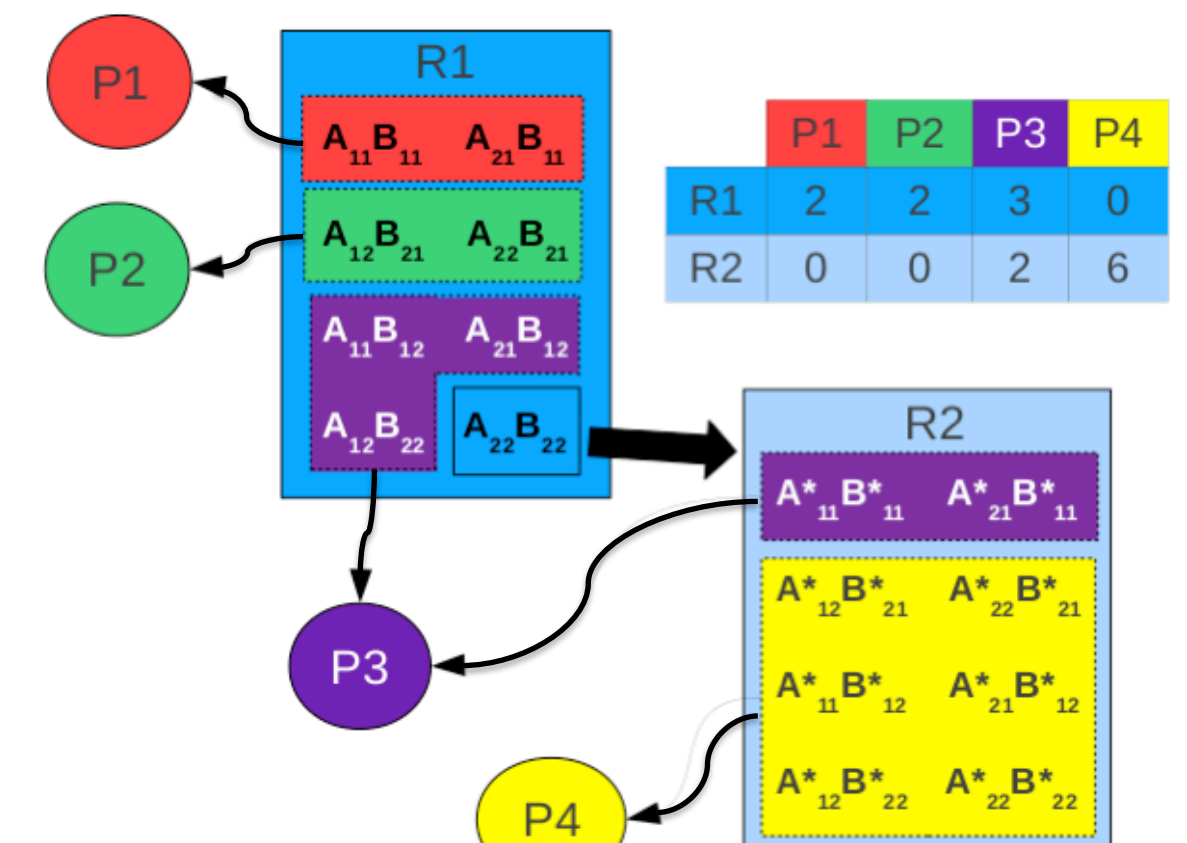 P1
R1
A11B11 A21B11
P2
A12B21 A22B21
A11B12 A21B12
A12B22 A22B22
P1 P2 P3 P4
R1 2 2 3 0
R2 0 0 2 6
R2
A*11B*11 A*21B*11
A*12B*21 A*22B*21
A*11B*12 A*21B*12
A*12B*22 A*22B*22
P3
P4